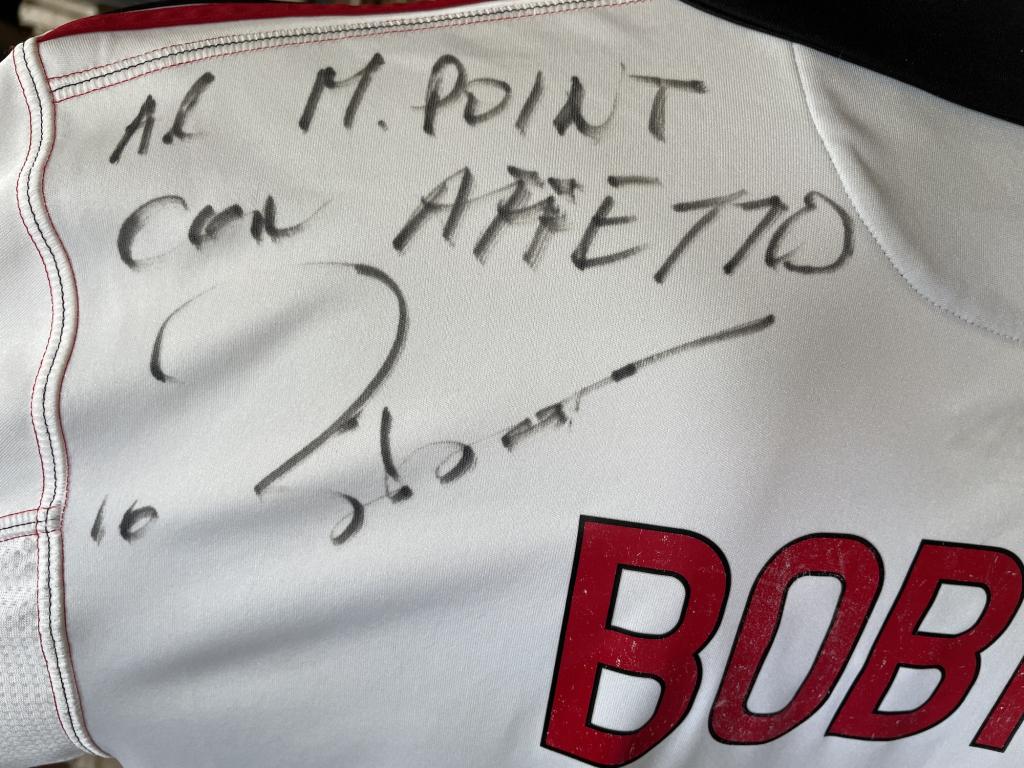 Al M. POINT
CON AFFETTO
10
BOB